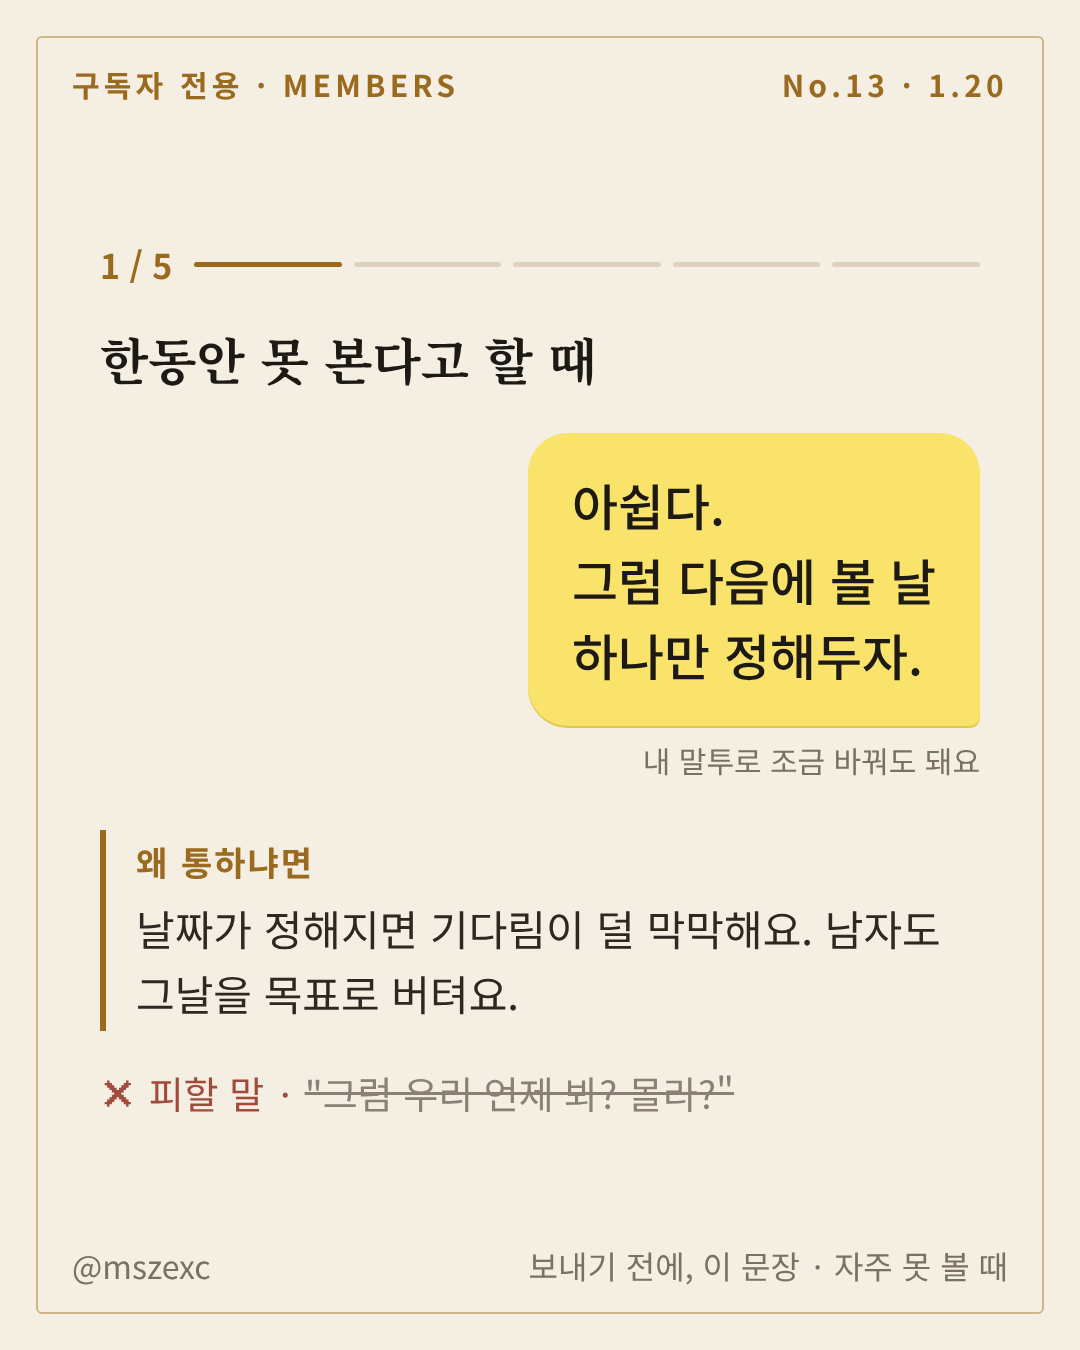 구독자 전용 · MEMBERS
No.13 · 1.20
1 / 5
한동안 못 본다고 할 때
아쉽다.
그럼 다음에 볼 날
하나만 정해두자.
내 말투로 조금 바꿔도 돼요
왜 통하냐면
날짜가 정해지면 기다림이 덜 막막해요. 남자도
그날을 목표로 버텨요.
✕ 피할 말 · "그럼 우리 언제 봐? 몰라?"
@mszexc
보내기 전에, 이 문장 · 자주 못 볼 때